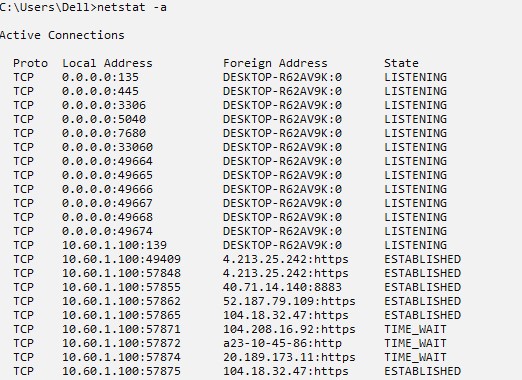 C:\Users\Dell>netstat -a
Active Connections
Proto  Local Address          Foreign Address        State
TCP    0.0.0.0:135            DESKTOP-R62AV9K:0      LISTENING
TCP    0.0.0.0:445            DESKTOP-R62AV9K:0      LISTENING
TCP    0.0.0.0:3306           DESKTOP-R62AV9K:0      LISTENING
TCP    0.0.0.0:5040           DESKTOP-R62AV9K:0      LISTENING
TCP    0.0.0.0:7680           DESKTOP-R62AV9K:0      LISTENING
TCP    0.0.0.0:33060          DESKTOP-R62AV9K:0      LISTENING
TCP    0.0.0.0:49664          DESKTOP-R62AV9K:0      LISTENING
TCP    0.0.0.0:49665          DESKTOP-R62AV9K:0      LISTENING
TCP    0.0.0.0:49666          DESKTOP-R62AV9K:0      LISTENING
TCP    0.0.0.0:49667          DESKTOP-R62AV9K:0      LISTENING
TCP    0.0.0.0:49668          DESKTOP-R62AV9K:0      LISTENING
TCP    0.0.0.0:49674          DESKTOP-R62AV9K:0      LISTENING
TCP    10.60.1.100:139        DESKTOP-R62AV9K:0      LISTENING
TCP    10.60.1.100:49409      4.213.25.242:https     ESTABLISHED
TCP    10.60.1.100:57848      4.213.25.242:https     ESTABLISHED
TCP    10.60.1.100:57855      40.71.14.140:8883      ESTABLISHED
TCP    10.60.1.100:57862      52.187.79.109:https    ESTABLISHED
TCP    10.60.1.100:57865      104.18.32.47:https     ESTABLISHED
TCP    10.60.1.100:57871      104.208.16.92:https    TIME_WAIT
TCP    10.60.1.100:57872      a23-10-45-86:http      TIME_WAIT
TCP    10.60.1.100:57874      20.189.173.11:https    TIME_WAIT
TCP    10.60.1.100:57875      104.18.32.47:https     ESTABLISHED